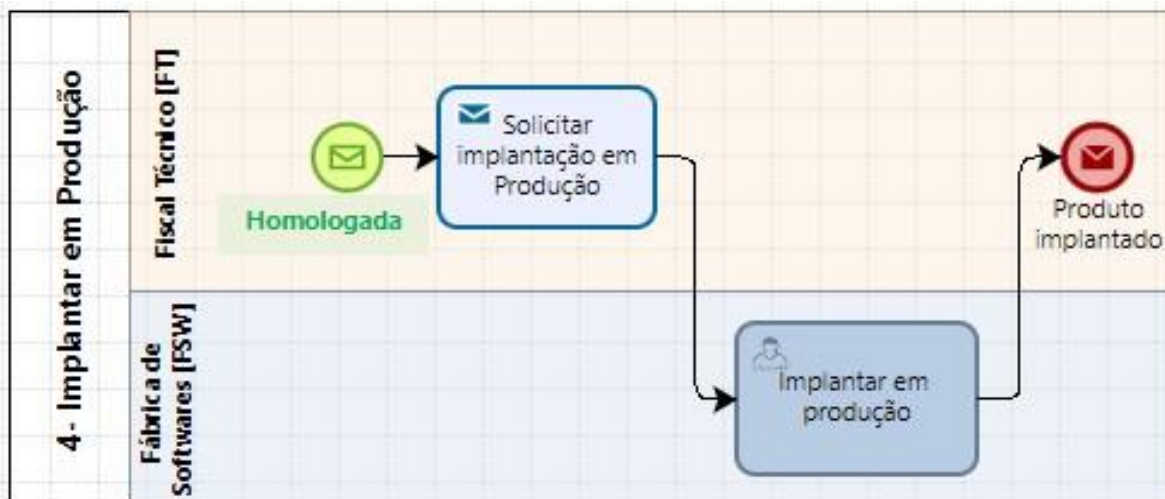 4- Implantar em Produção
Fiscal Técnico [FT]
Homologada
Solicitar
implantação em
Produção
Produto
implantado
Fábrica de
Softwares [FSW]
Implantar em
produção